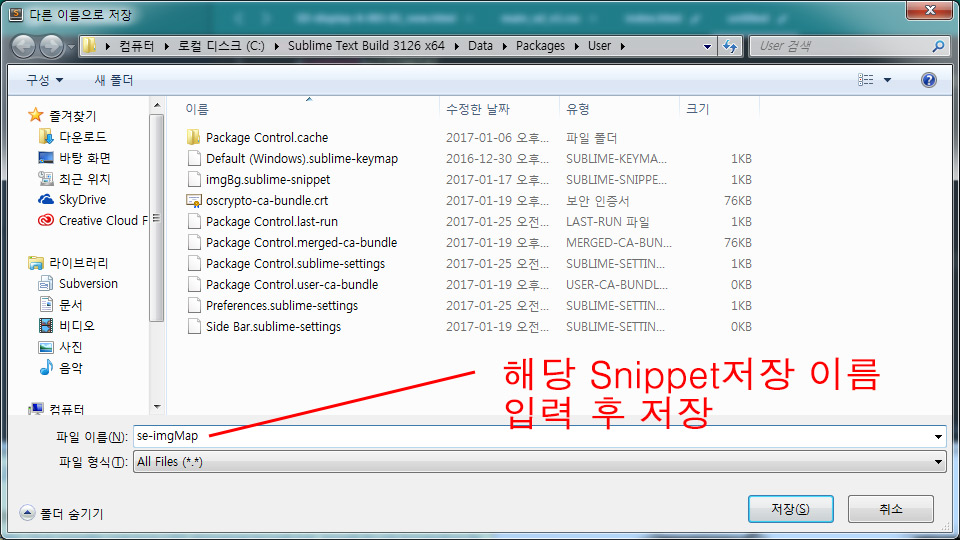 다른 이름으로 저장
컴퓨터 ▸ 로컬 디스크 (C:) ▸ Sublime Text Build 3126 x64 ▸ Data ▸ Packages ▸ User ▸
User 검색
구성 새 폴더
이름 수정한 날짜 유형 크기
즐겨찾기
다운로드
바탕 화면
최근 위치
SkyDrive
Creative Cloud F
라이브러리
Subversion
문서
비디오
사진
음악
컴퓨터
Package Control.cache 2017-01-06 오후... 파일 폴더
Default (Windows).sublime-keymap 2016-12-30 오후... SUBLIME-KEYMA... 1KB
imgBg.sublime-snippet 2017-01-17 오후... SUBLIME-SNIPPE... 1KB
oscrypto-ca-bundle.crt 2017-01-19 오후... 보안 인증서 76KB
Package Control.last-run 2017-01-25 오전... LAST-RUN 파일 1KB
Package Control.merged-ca-bundle 2017-01-19 오후... MERGED-CA-BUN... 76KB
Package Control.sublime-settings 2017-01-25 오전... SUBLIME-SETTIN... 1KB
Package Control.user-ca-bundle 2017-01-19 오후... USER-CA-BUNDL... 0KB
Preferences.sublime-settings 2017-01-25 오전... SUBLIME-SETTIN... 1KB
Side Bar.sublime-settings 2017-01-19 오전... SUBLIME-SETTIN... 0KB
해당 Snippet저장 이름
입력 후 저장
파일 이름(N): se-imgMap
파일 형식(T): All Files (*.*)
폴더 숨기기 저장(S) 취소